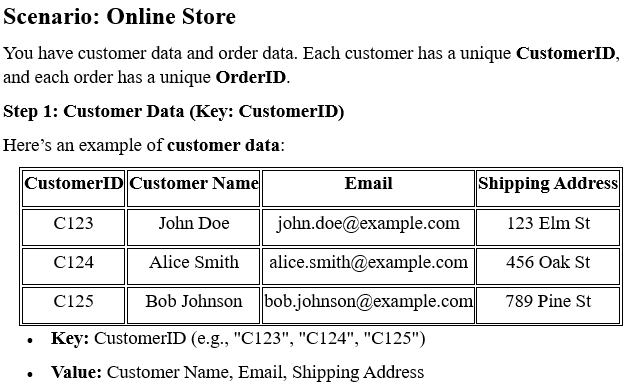 Scenario: Online Store
You have customer data and order data. Each customer has a unique CustomerID,
and each order has a unique OrderID.
Step 1: Customer Data (Key: CustomerID)
Here’s an example of customer data:
CustomerID Customer Name Email Shipping Address
C123 John Doe john.doe@example.com 123 Elm St
C124 Alice Smith alice.smith@example.com 456 Oak St
C125 Bob Johnson bob.johnson@example.com 789 Pine St
• Key: CustomerID (e.g., "C123", "C124", "C125")
• Value: Customer Name, Email, Shipping Address